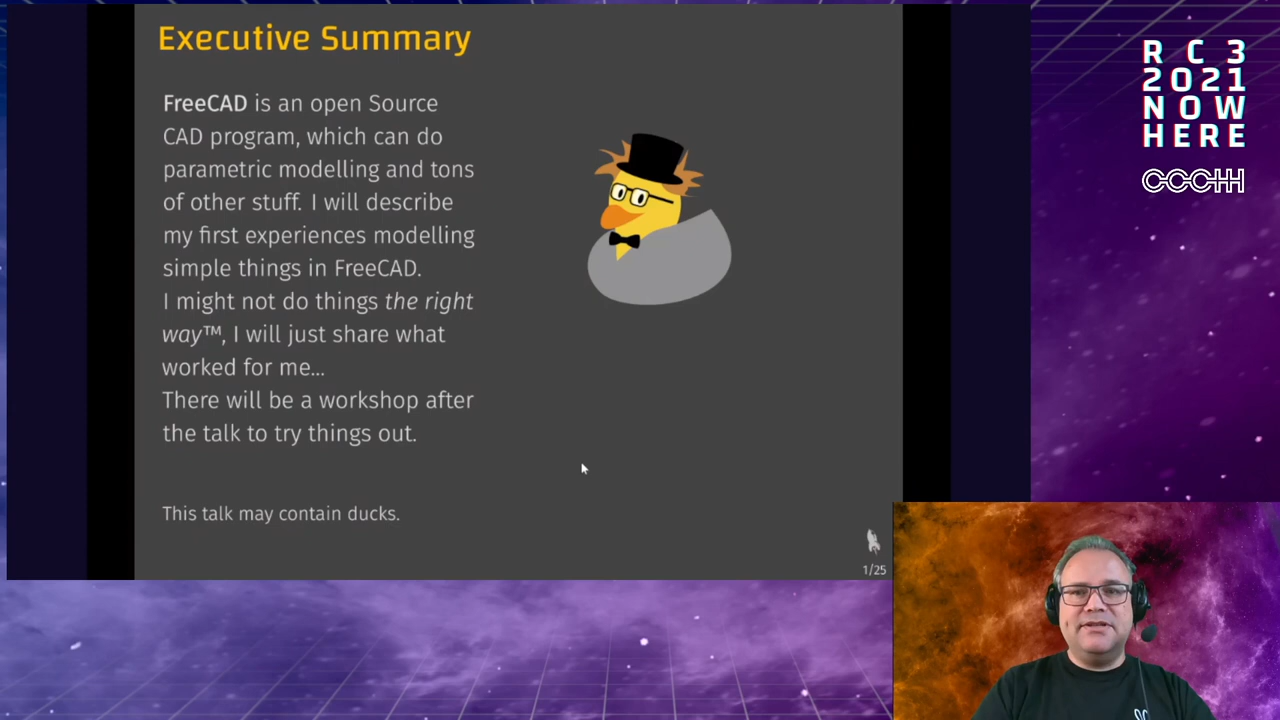 Executive Summary
FreeCAD is an open Source
CAD program, which can do
parametric modelling and tons
of other stuff. I will describe
my first experiences modelling
simple things in FreeCAD.
I might not do things the right
way™, I will just share what
worked for me...
There will be a workshop after
the talk to try things out.
This talk may contain ducks.
1/25
R C 3
2021
NOW
HERE
CCCHH